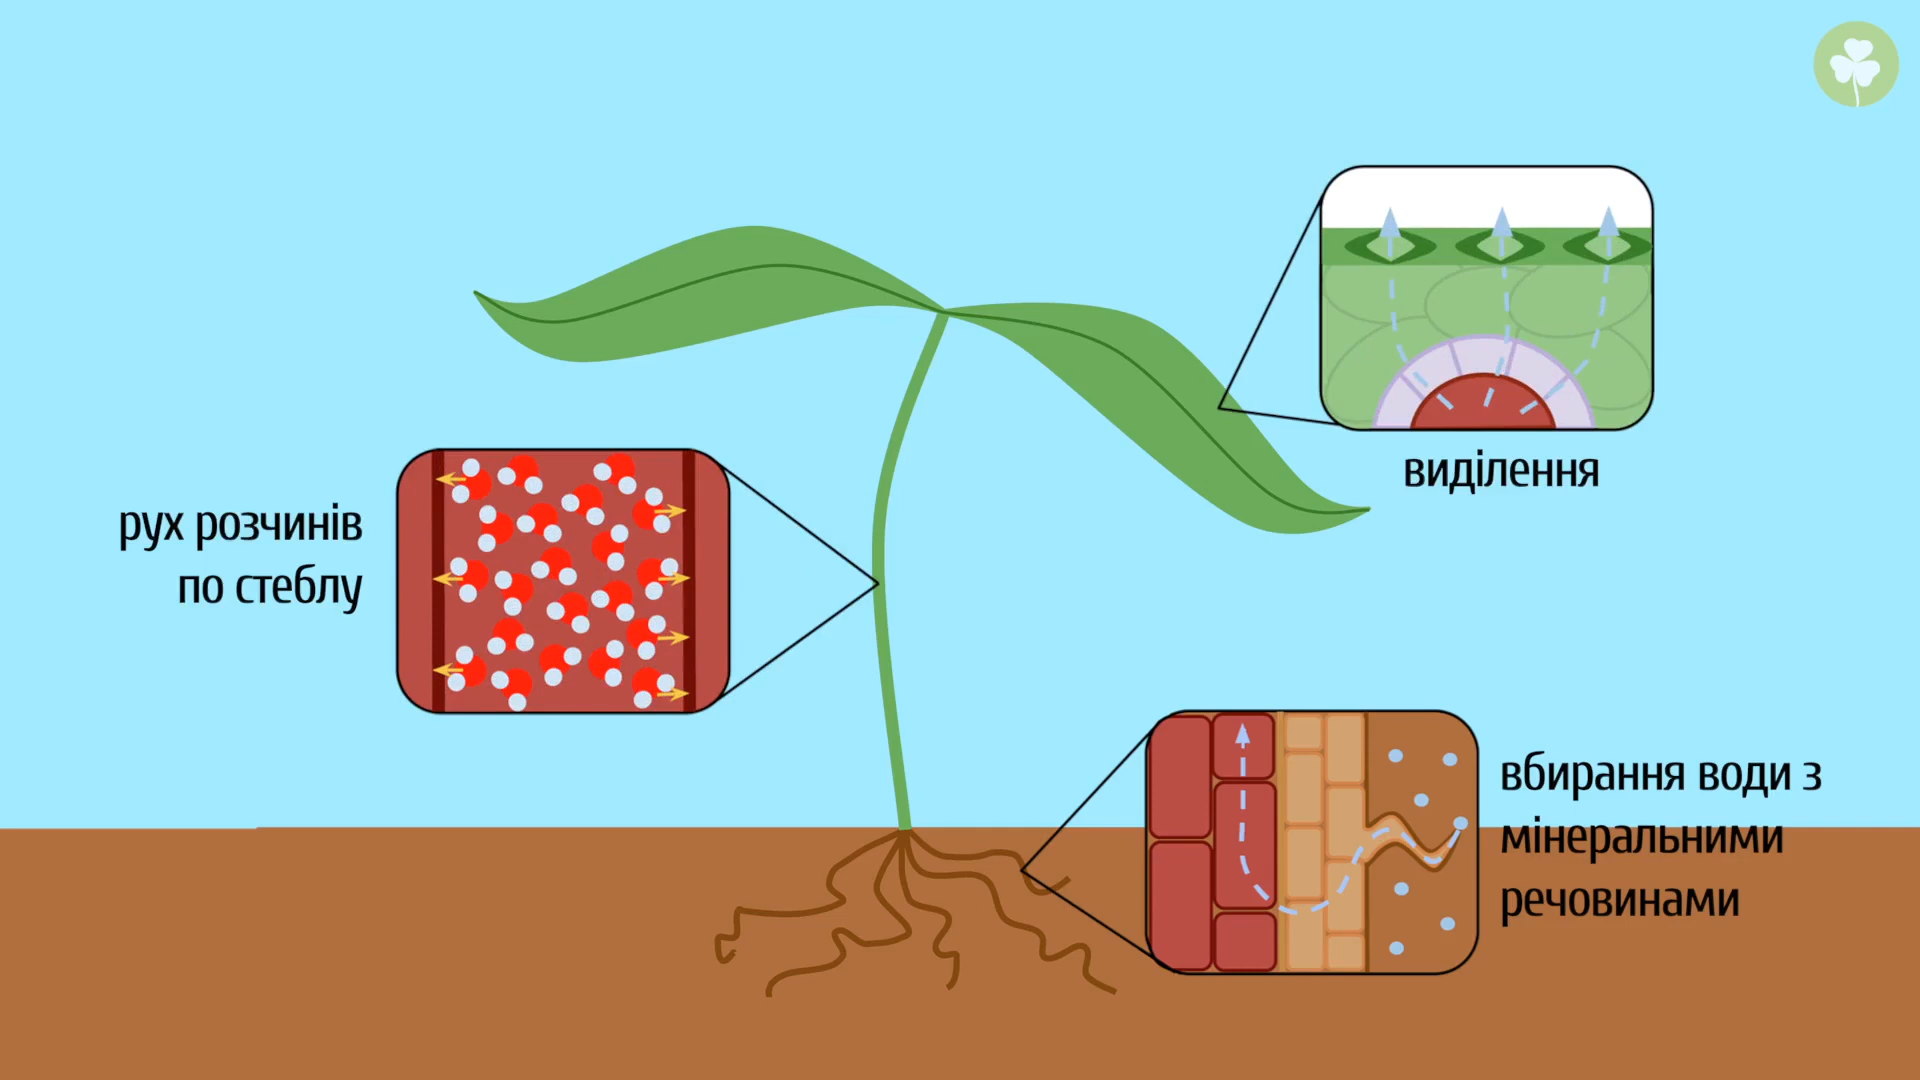 виділення
рух розчинів
по стеблу
вбирання води з
мінеральними
речовинами